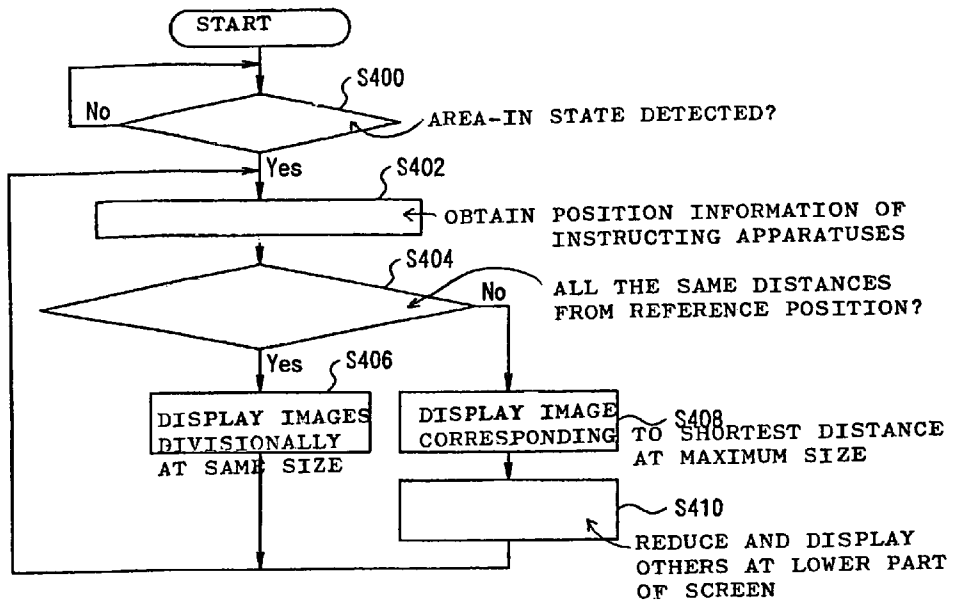 START
S400
No
AREA-IN STATE DETECTED?
Yes
S402
OBTAIN POSITION INFORMATION OF
INSTRUCTING APPARATUSES
S404
No
ALL THE SAME DISTANCES
FROM REFERENCE POSITION?
Yes
S406
DISPLAY IMAGES
DIVISIONALLY
AT SAME SIZE
DISPLAY IMAGE
S408
CORRESPONDING TO SHORTEST DISTANCE
AT MAXIMUM SIZE
S410
REDUCE AND DISPLAY
OTHERS AT LOWER PART
OF SCREEN